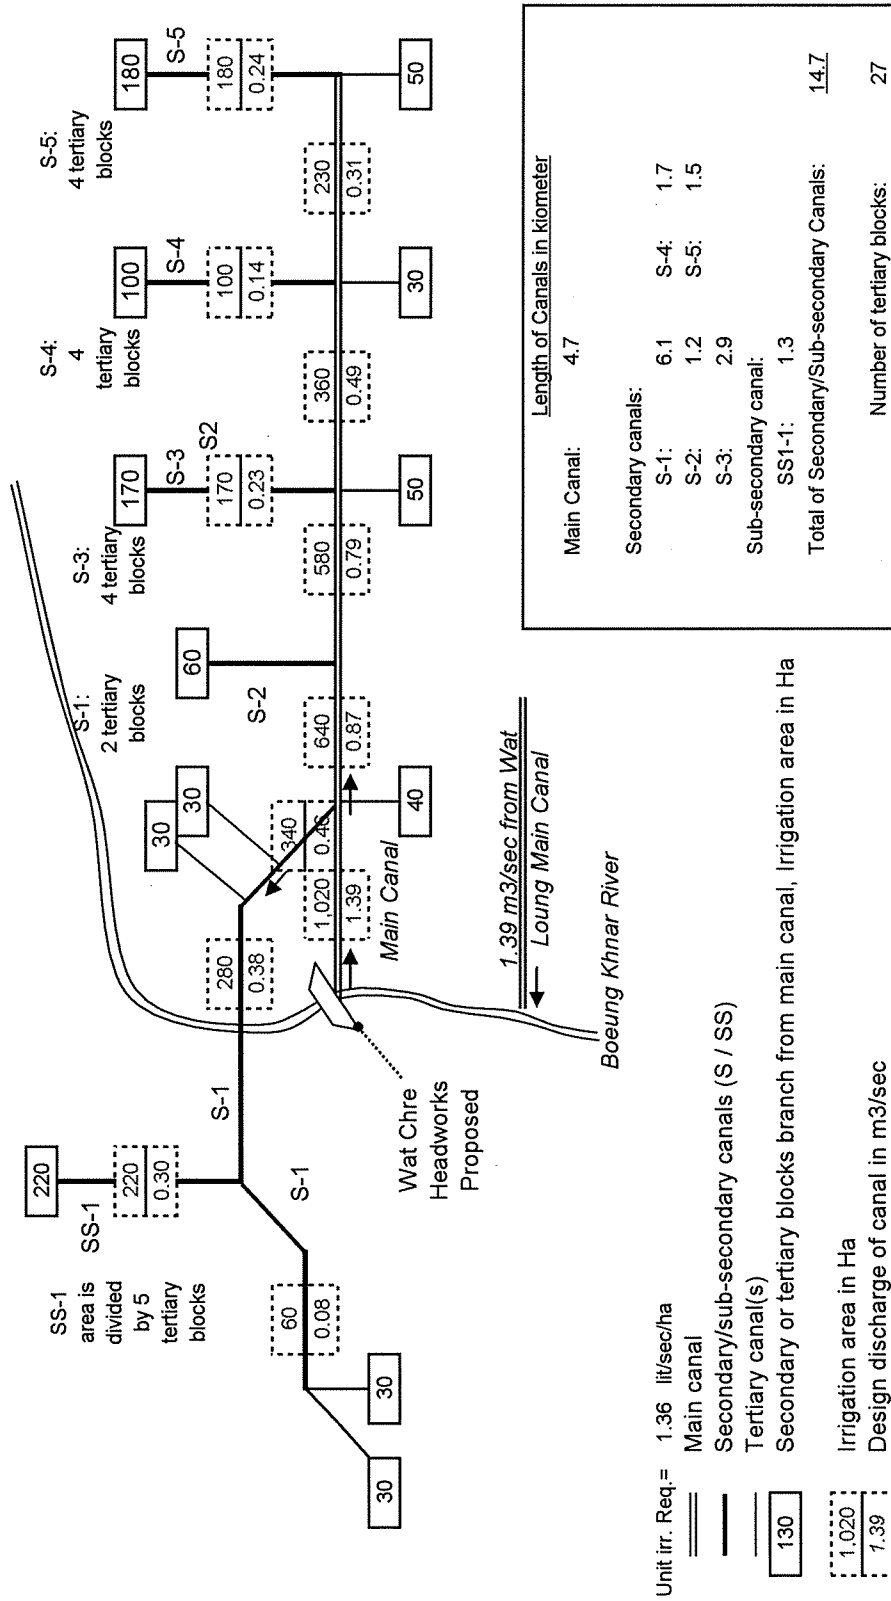 S-5:
4 tertiary
blocks
180
S-5
180
0.24
50
230
0.31
S-4:
4
tertiary
blocks
100
S-4
100
0.14
30
360
0.49
S-3:
4 tertiary
blocks
170
S-3
S2
170
0.23
50
580
0.79
S-1:
2 tertiary
blocks
60
S-2
640
0.87
30
30
340
0.46
40
1,020
1.39
Main Canal
280
0.38
S-1
S-1
220
SS-1
220
0.30
SS-1
area is
divided
by 5
tertiary
blocks
60
0.08
30
30
Wat Chre
Headworks
Proposed
1.39 m3/sec from Wat
Loung Main Canal
Boeung Khnar River
Unit irr. Req.= 1.36 lit/sec/ha
Main canal
Secondary/sub-secondary canals (S / SS)
Tertiary canal(s)
130 Secondary or tertiary blocks branch from main canal, Irrigation area in Ha
1,020 Irrigation area in Ha
1.39 Design discharge of canal in m3/sec
Length of Canals in kiometer
Main Canal: 4.7
Secondary canals:
S-1: 6.1 S-4: 1.7
S-2: 1.2 S-5: 1.5
S-3: 2.9
Sub-secondary canal:
SS1-1: 1.3
Total of Secondary/Sub-secondary Canals: 14.7
Number of tertiary blocks: 27